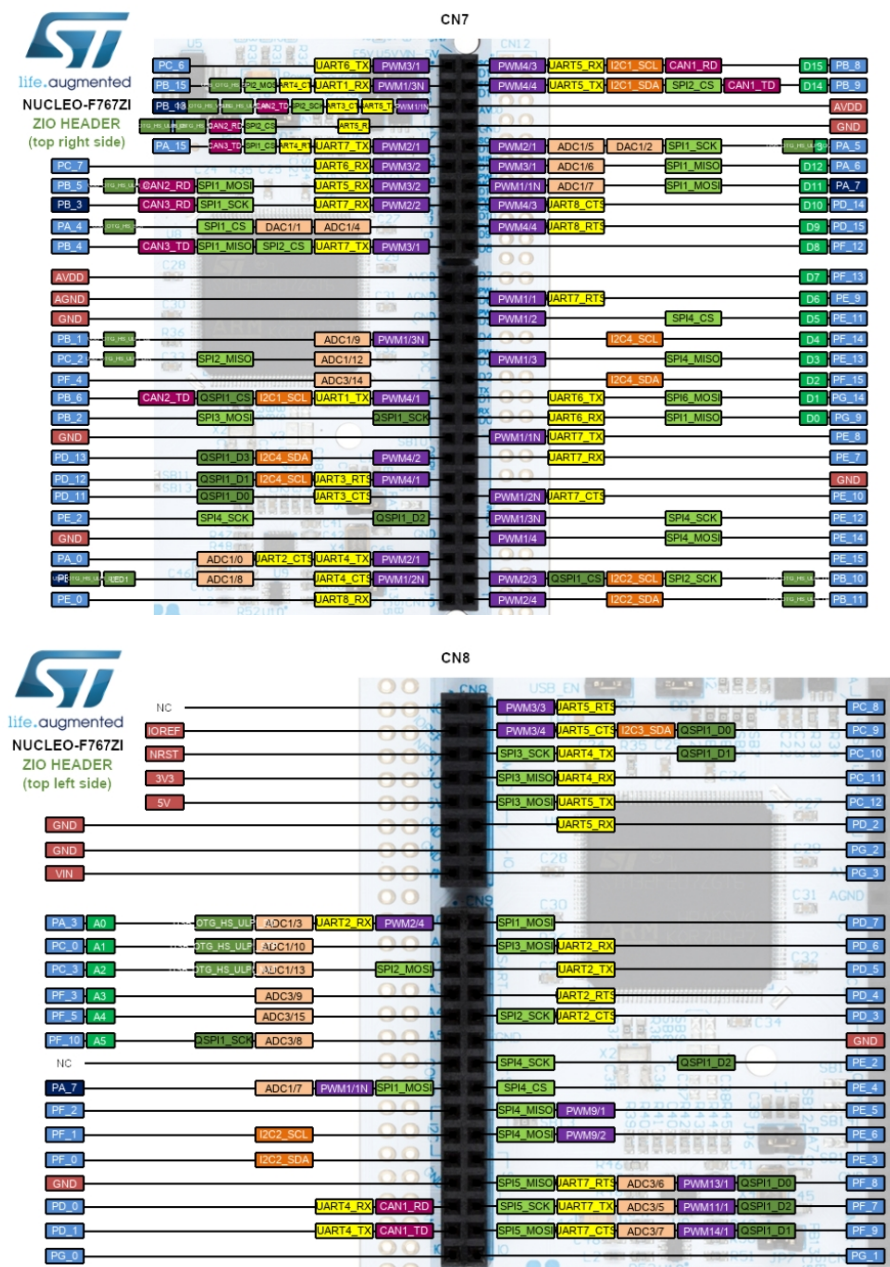 CN7
ST
life.augmented
NUCLEO-F767ZI
ZIO HEADER
(top right side)
PC_6 UART6_TX PWM3/1 PWM4/3 UART5_RX I2C1_SCL CAN1_RD D15 PB_8
PB_15 SPI2_MOSI UART4_RTS UART1_RX PWM1/3N PWM4/4 UART5_TX I2C1_SDA SPI2_CS CAN1_TD D14 PB_9
PB_13 CAN2_TD SPI2_SCK UART3_CTS UART5_TX PWM1/1N AVDD
CAN2_RD SPI2_CS UART5_RX GND
PA_15 CAN3_TD SPI1_CS UART4_RTS UART7_TX PWM2/1 PWM2/1 ADC1/5 DAC1/2 SPI1_SCK PA_5
PC_7 UART6_RX PWM3/2 PWM3/1 ADC1/6 SPI1_MISO D12 PA_6
PB_5 CAN2_RD SPI1_MOSI UART5_RX PWM3/2 PWM1/1N ADC1/7 SPI1_MOSI D11 PA_7
PB_3 CAN3_RD SPI1_SCK UART7_RX PWM2/2 PWM4/3 UART8_CTS D10 PD_14
PA_4 SPI1_CS DAC1/1 ADC1/4 PWM4/4 UART8_RTS D9 PD_15
PB_4 CAN3_TD SPI1_MISO SPI2_CS UART7_TX PWM3/1 D8 PF_12
AVDD D7 PF_13
AGND PWM1/1 UART7_RTS D6 PE_9
GND PWM1/2 SPI4_CS D5 PE_11
PB_1 ADC1/9 PWM1/3N I2C4_SCL D4 PF_14
PC_2 SPI2_MISO ADC1/12 PWM1/3 SPI4_MISO D3 PE_13
PF_4 ADC3/14 I2C4_SDA D2 PF_15
PB_6 CAN2_TD QSPI1_CS I2C1_SCL UART1_TX PWM4/1 UART6_TX SPI6_MOSI D1 PG_14
PB_2 SPI3_MOSI QSPI1_SCK UART6_RX SPI1_MISO D0 PG_9
GND PWM1/1N UART7_TX PE_8
PD_13 QSPI1_D3 I2C4_SDA PWM4/2 UART7_RX PE_7
PD_12 QSPI1_D1 I2C4_SCL UART3_RTS PWM4/1 GND
PD_11 QSPI1_D0 UART3_CTS PWM1/2N UART7_CTS PE_10
PE_2 SPI4_SCK QSPI1_D2 PWM1/3N SPI4_SCK PE_12
GND PWM1/4 SPI4_MOSI PE_14
PA_0 ADC1/0 UART2_CTS UART4_TX PWM2/1 PE_15
ADC1/8 UART4_CTS PWM1/2N PWM2/3 QSPI1_CS I2C2_SCL SPI2_SCK PB_10
PE_0 UART8_RX PWM2/4 I2C2_SDA PB_11
CN8
ST
life.augmented
NUCLEO-F767ZI
ZIO HEADER
(top left side)
NC PWM3/3 UART5_RTS PC_8
IOREF PWM3/4 UART5_CTS I2C3_SDA QSPI1_D0 PC_9
NRST SPI3_SCK UART4_TX QSPI1_D1 PC_10
3V3 SPI3_MISO UART4_RX PC_11
5V SPI3_MOSI UART5_TX PC_12
GND UART5_RX PD_2
GND PG_2
VIN PG_3
PA_3 A0 ADC1/3 UART2_RX PWM2/4 SPI1_MOSI PD_7
PC_0 A1 ADC1/10 SPI3_MOSI UART2_RX PD_6
PC_3 A2 ADC1/13 SPI2_MOSI UART2_TX PD_5
PF_3 A3 ADC3/9 UART2_RTS PD_4
PF_5 A4 ADC3/15 SPI2_SCK UART2_CTS PD_3
PF_10 A5 QSPI1_SCK ADC3/8 GND
NC SPI4_SCK QSPI1_D2 PE_2
PA_7 ADC1/7 PWM1/1N SPI1_MOSI SPI4_CS PE_4
PF_2 SPI4_MISO PWM9/1 PE_5
PF_1 I2C2_SCL SPI4_MOSI PWM9/2 PE_6
PF_0 I2C2_SDA PE_3
GND SPI5_MISO UART7_RTS ADC3/6 PWM13/1 QSPI1_D0 PF_8
PD_0 UART4_RX CAN1_RD SPI5_SCK UART7_TX ADC3/5 PWM11/1 QSPI1_D2 PF_7
PD_1 UART4_TX CAN1_TD SPI5_MOSI UART7_CTS ADC3/7 PWM14/1 QSPI1_D1 PF_9
PG_0 PG_1